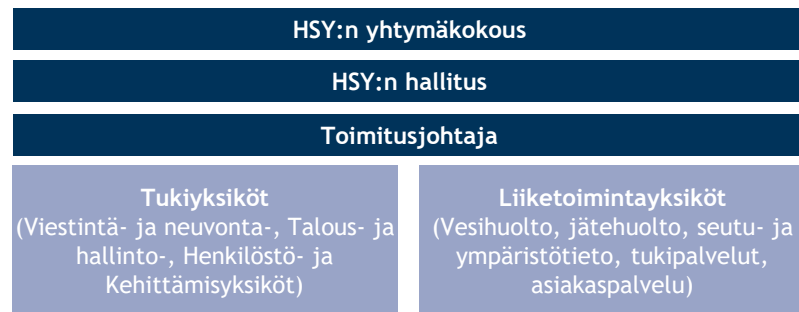 HSY:n yhtymäkokous
HSY:n hallitus
Toimitusjohtaja
Tukiyksiköt
(Viestintä- ja neuvonta-, Talous- ja
hallinto-, Henkilöstö- ja
Kehittämisyksiköt)
Liiketoimintayksiköt
(Vesihuolto, jätehuolto, seutu- ja
ympäristötieto, tukipalvelut,
asiakaspalvelu)